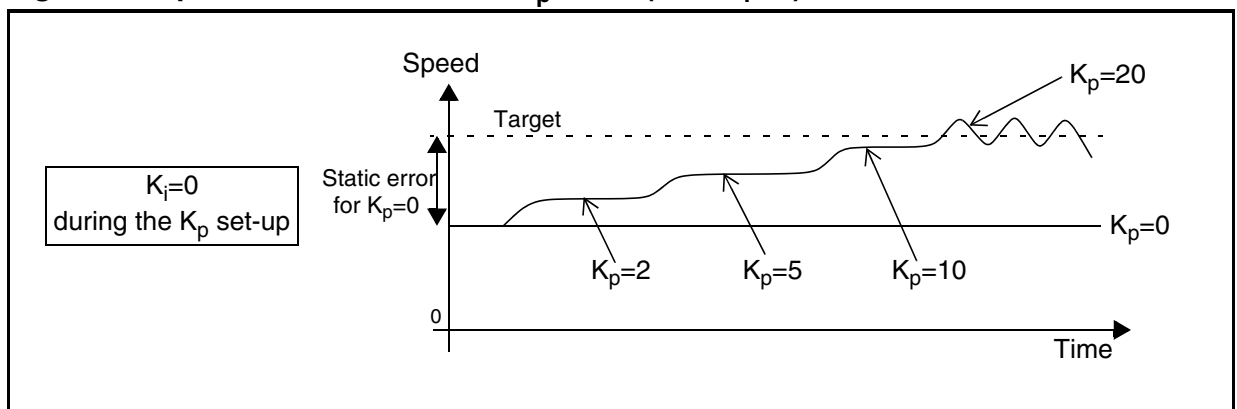 Speed
Kp=20
Target
Ki=0
during the Kp set-up
Static error
for Kp=0
Kp=0
Kp=2
Kp=5
Kp=10
0
Time